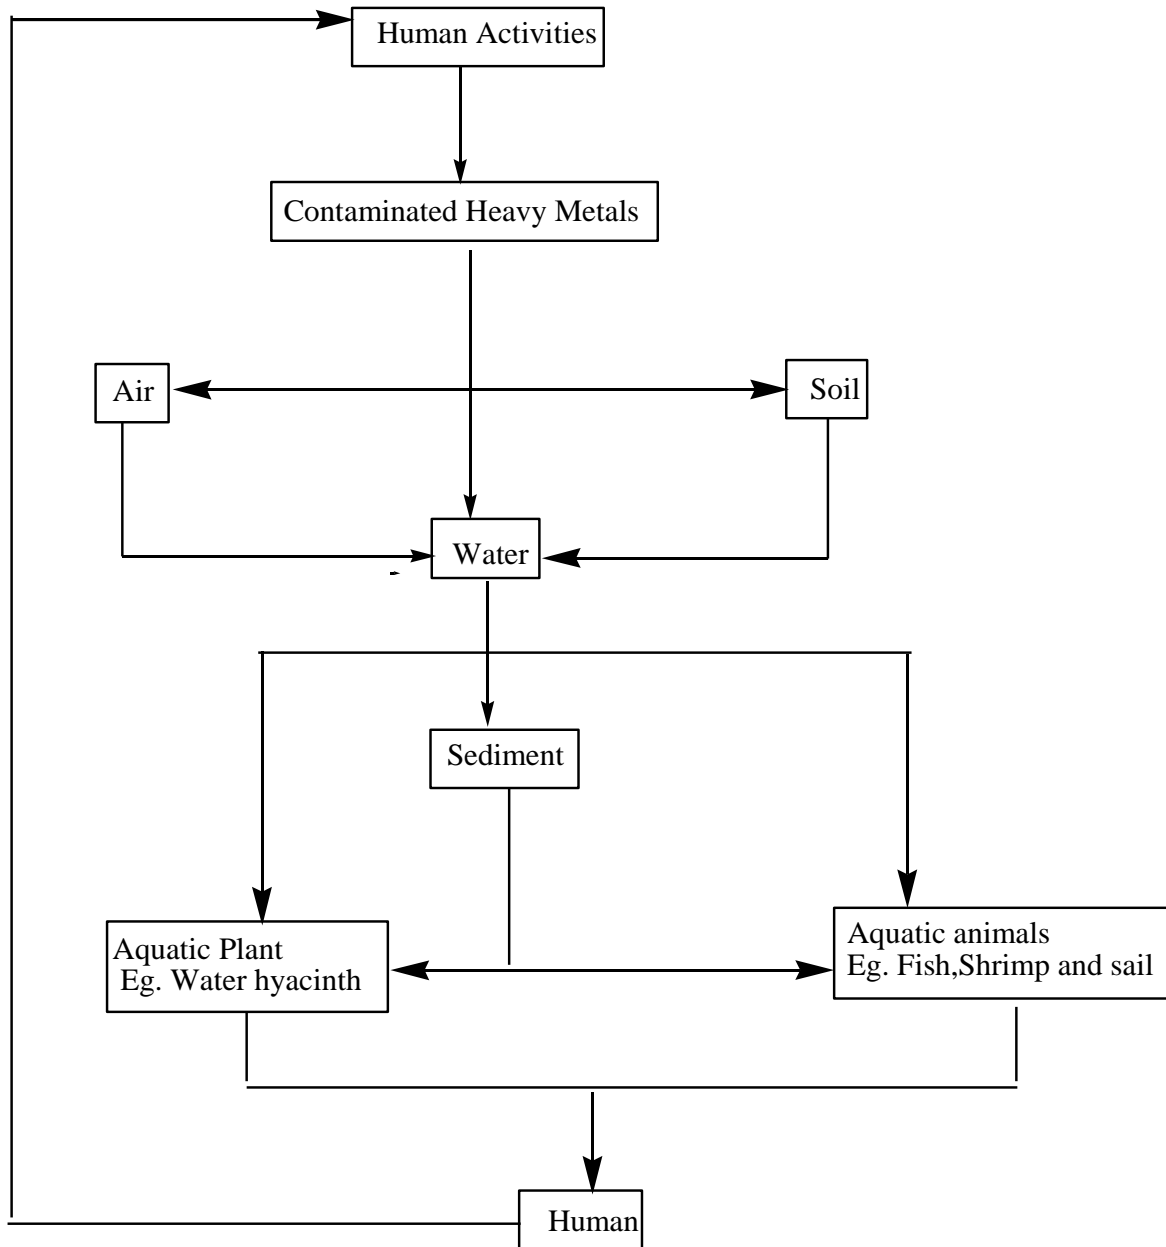 Human Activities
Contaminated Heavy Metals
Air
Soil
Water
Sediment
Aquatic Plant
Eg. Water hyacinth
Aquatic animals
Eg. Fish,Shrimp and sail
Human